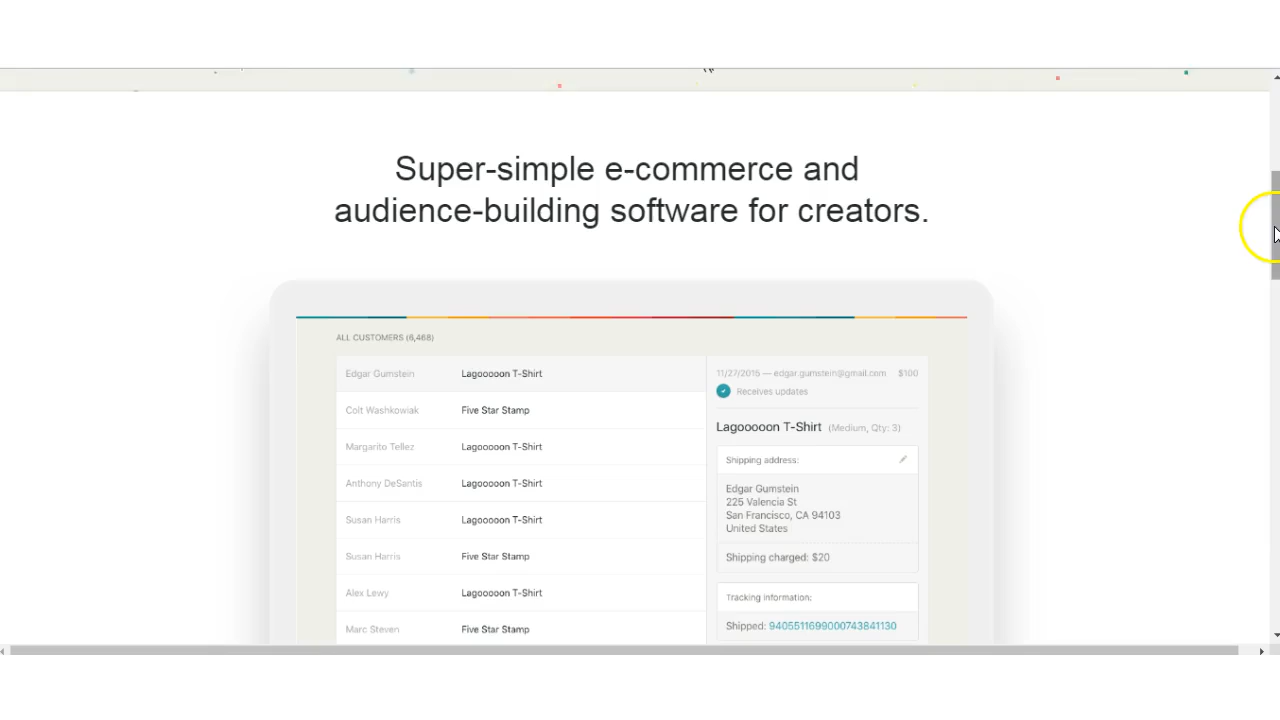 Super-simple e-commerce and
audience-building software for creators.
ALL CUSTOMERS (6,468)
Edgar Gumstein Lagooooon T-Shirt
Colt Washkowiak Five Star Stamp
Margarito Tellez Lagooooon T-Shirt
Anthony DeSantis Lagooooon T-Shirt
Susan Harris Lagooooon T-Shirt
Susan Harris Five Star Stamp
Alex Lewy Lagooooon T-Shirt
Marc Steven Five Star Stamp
11/27/2015 — edgar.gumstein@gmail.com $100
Receives updates
Lagooooon T-Shirt (Medium, Qty: 3)
Shipping address:
Edgar Gumstein
225 Valencia St
San Francisco, CA 94103
United States
Shipping charged: $20
Tracking information:
Shipped: 9405511699000743841130